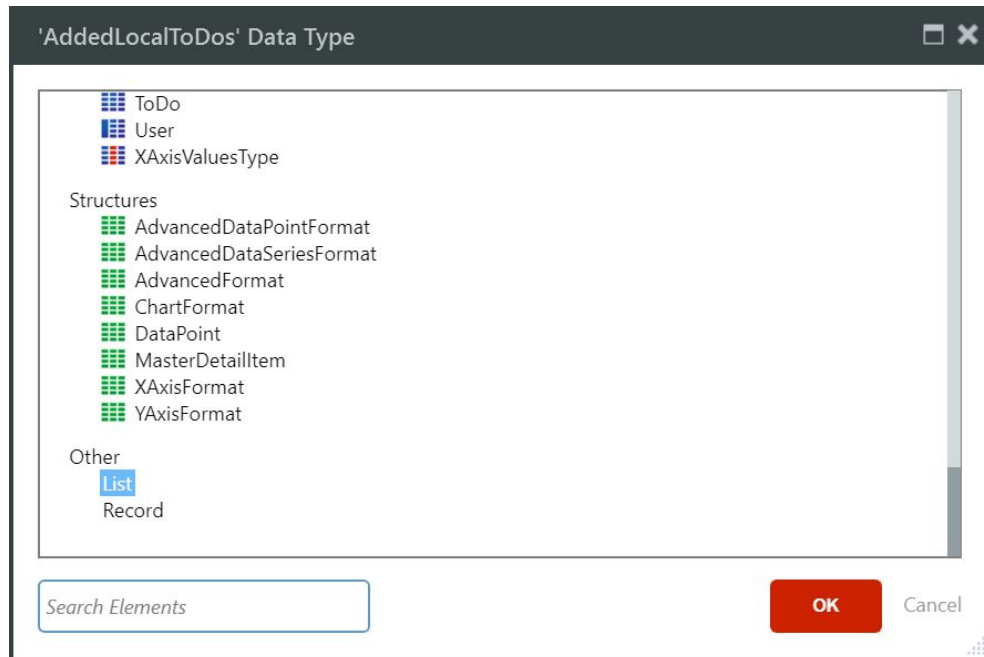 'AddedLocalToDos' Data Type
ToDo
User
XAxisValuesType
Structures
AdvancedDataPointFormat
AdvancedDataSeriesFormat
AdvancedFormat
ChartFormat
DataPoint
MasterDetailItem
XAxisFormat
YAxisFormat
Other
List
Record
Search Elements
OK
Cancel